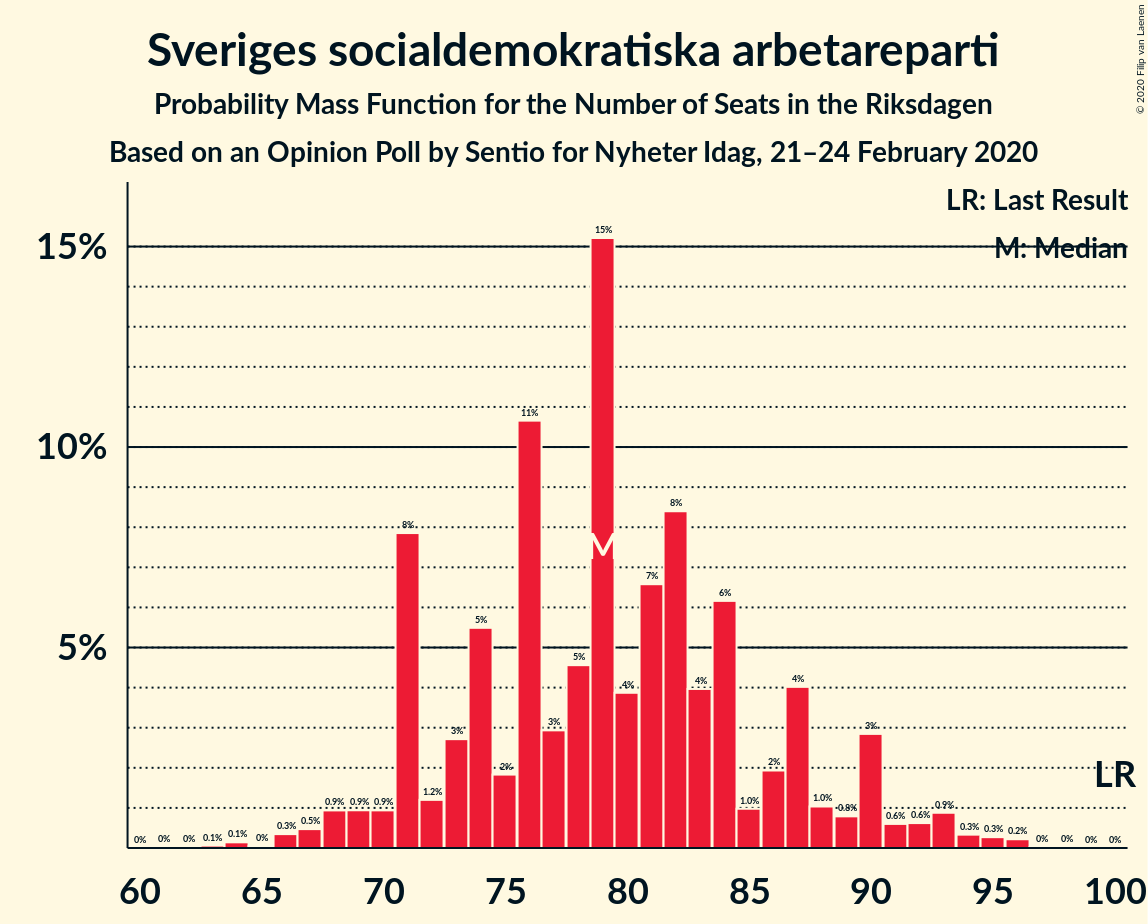 Sveriges socialdemokratiska arbetareparti
Probability Mass Function for the Number of Seats in the Riksdagen
Based on an Opinion Poll by Sentio for Nyheter Idag, 21–24 February 2020
© 2020 Filip van Laenen
LR: Last Result
M: Median
15%
10%
5%
0% 0% 0% 0.1% 0.1% 0% 0.3% 0.5% 0.9% 0.9% 0.9% 8% 1.2% 3% 5% 2% 11% 3% 5% 15% 4% 7% 8% 4% 6% 1.0% 2% 4% 1.0% 0.8% 3% 0.6% 0.6% 0.9% 0.3% 0.3% 0.2% 0% 0% 0% 0%
M
LR
60 65 70 75 80 85 90 95 100